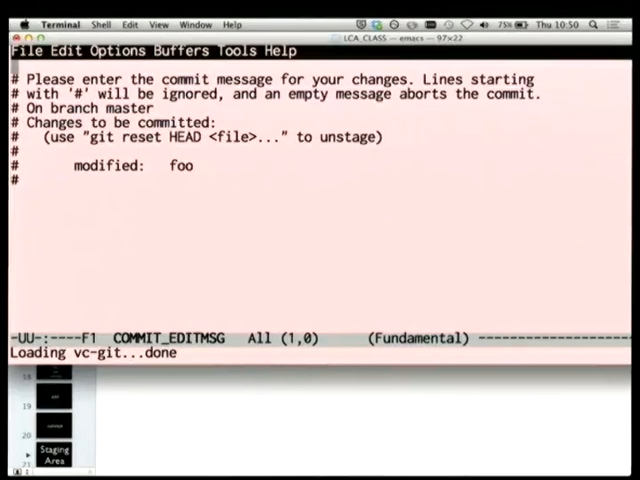 Terminal Shell Edit View Window Help 75% Thu 10:50
LCA_CLASS — emacs — 97×22
File Edit Options Buffers Tools Help
# Please enter the commit message for your changes. Lines starting
# with '#' will be ignored, and an empty message aborts the commit.
# On branch master
# Changes to be committed:
#   (use "git reset HEAD <file>..." to unstage)
#
#       modified:   foo
#
-UU-:----F1  COMMIT_EDITMSG   All (1,0)      (Fundamental) ------------------
Loading vc-git...done
18
19
20
Staging
Area
21